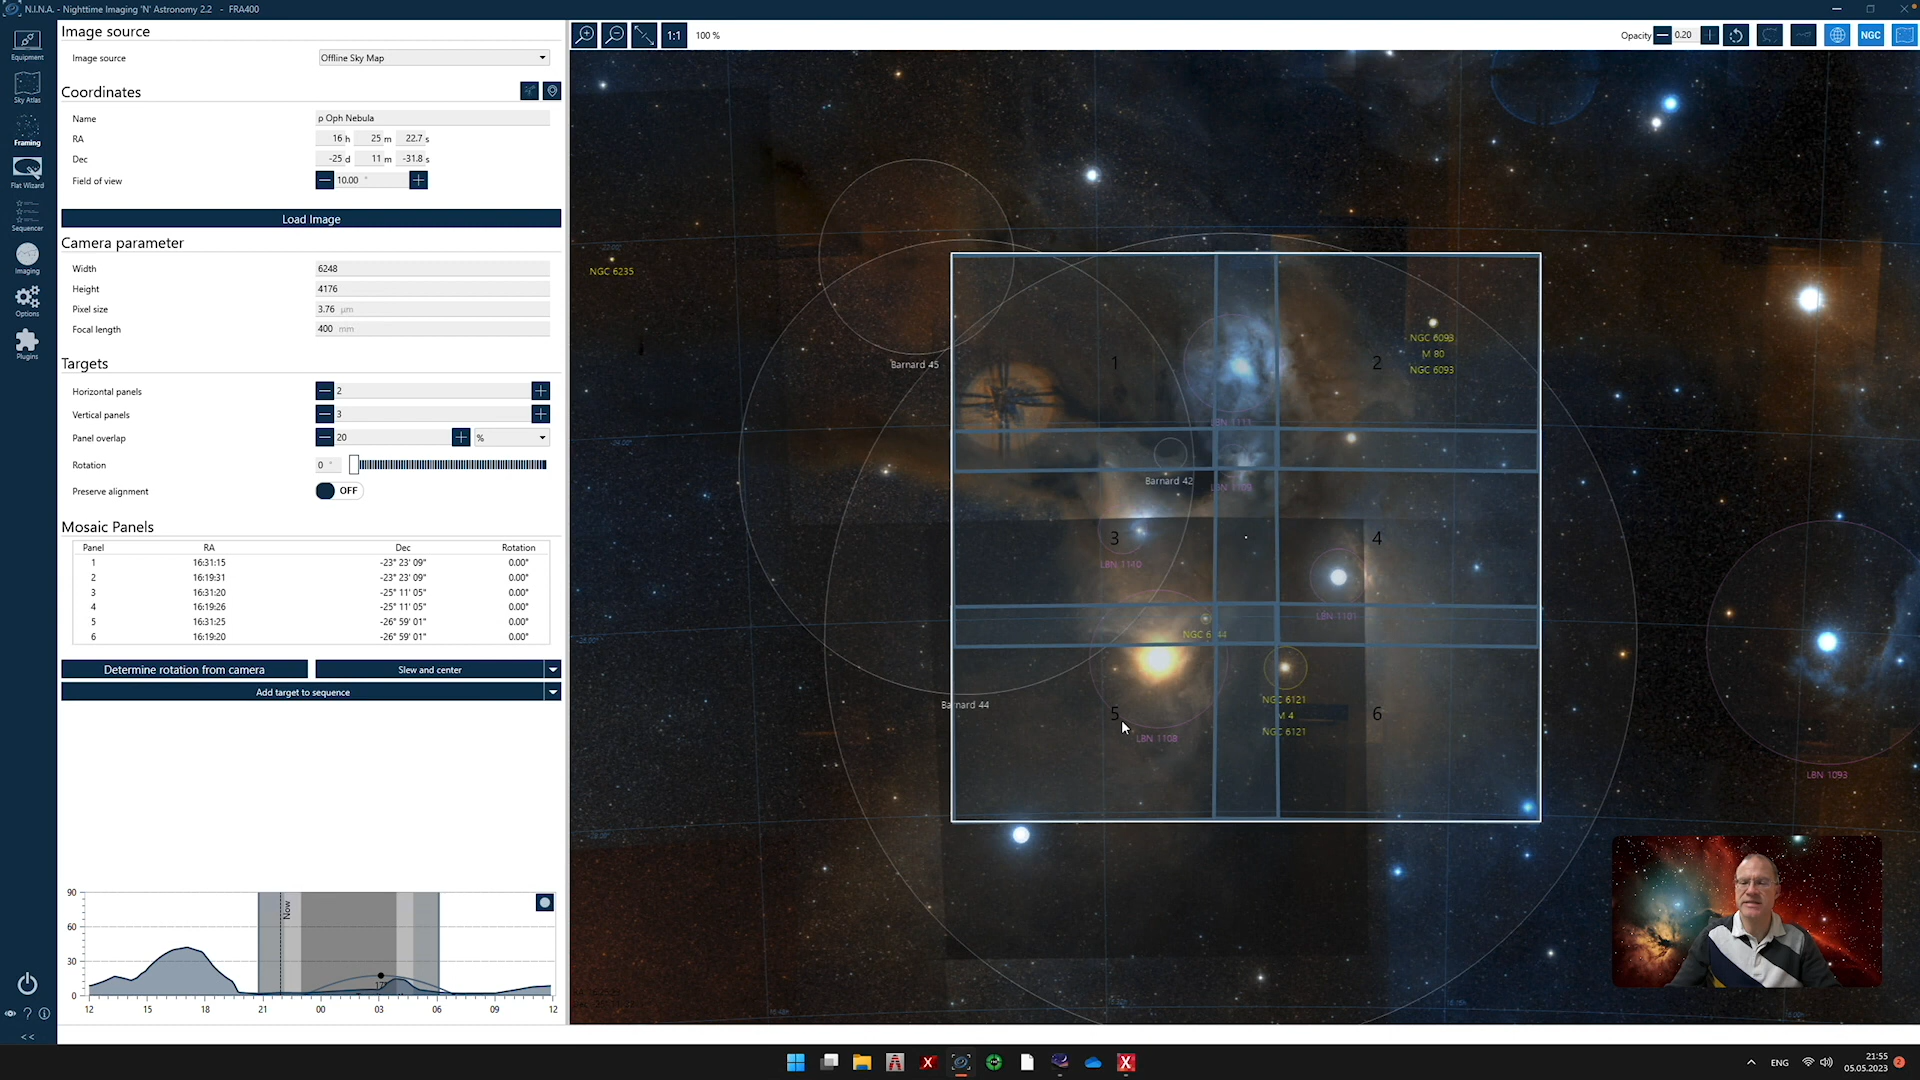 N.I.N.A. - Nighttime Imaging 'N' Astronomy 2.2 - FRA400
Equipment
Sky Atlas
Framing
Flat Wizard
Sequencer
Imaging
Options
Plugins
Image source
Image source
Offline Sky Map
Coordinates
Name
ρ Oph Nebula
RA
16 h 25 m 22.7 s
Dec
-25 d 11 m -31.8 s
Field of view
10.00 °
Load Image
Camera parameter
Width
6248
Height
4176
Pixel size
3.76 µm
Focal length
400 mm
Targets
Horizontal panels
2
Vertical panels
3
Panel overlap
20
%
Rotation
0 °
Preserve alignment
OFF
Mosaic Panels
Panel RA Dec Rotation
1 16:31:15 -23° 23' 09" 0.00°
2 16:19:31 -23° 23' 09" 0.00°
3 16:31:20 -25° 11' 05" 0.00°
4 16:19:26 -25° 11' 05" 0.00°
5 16:31:25 -26° 59' 01" 0.00°
6 16:19:20 -26° 59' 01" 0.00°
Determine rotation from camera
Slew and center
Add target to sequence
90
60
30
0
Now
12 15 18 21 00 03 06 09 12
<<
1:1
100 %
Opacity
0.20
NGC
NGC 6235
Barnard 45
1
2
NGC 6093
M 80
NGC 6093
LBN 1111
Barnard 42
3
4
LBN 1140
LBN 1101
Barnard 44
5
6
NGC 6121
M 4
NGC 6121
LBN 1108
LBN 1093
ENG
21:55
05.05.2023
2